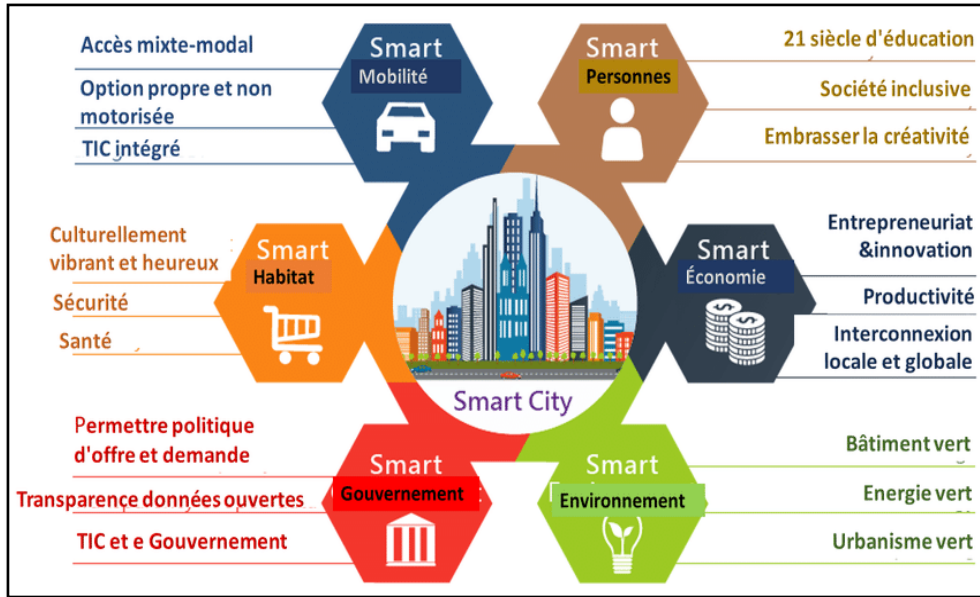 Accès mixte-modal
Option propre et non
motorisée
TIC intégré
Smart
Mobilité
Smart
Personnes
21 siècle d'éducation
Société inclusive
Embrasser la créativité
Culturellement
vibrant et heureux
Sécurité
Santé
Smart
Habitat
Smart
Économie
Entrepreneuriat
&innovation
Productivité
Interconnexion
locale et globale
Smart City
Permettre politique
d'offre et demande
Transparence données ouvertes
TIC et e Gouvernement
Smart
Gouvernement
Smart
Environnement
Bâtiment vert
Energie vert
Urbanisme vert